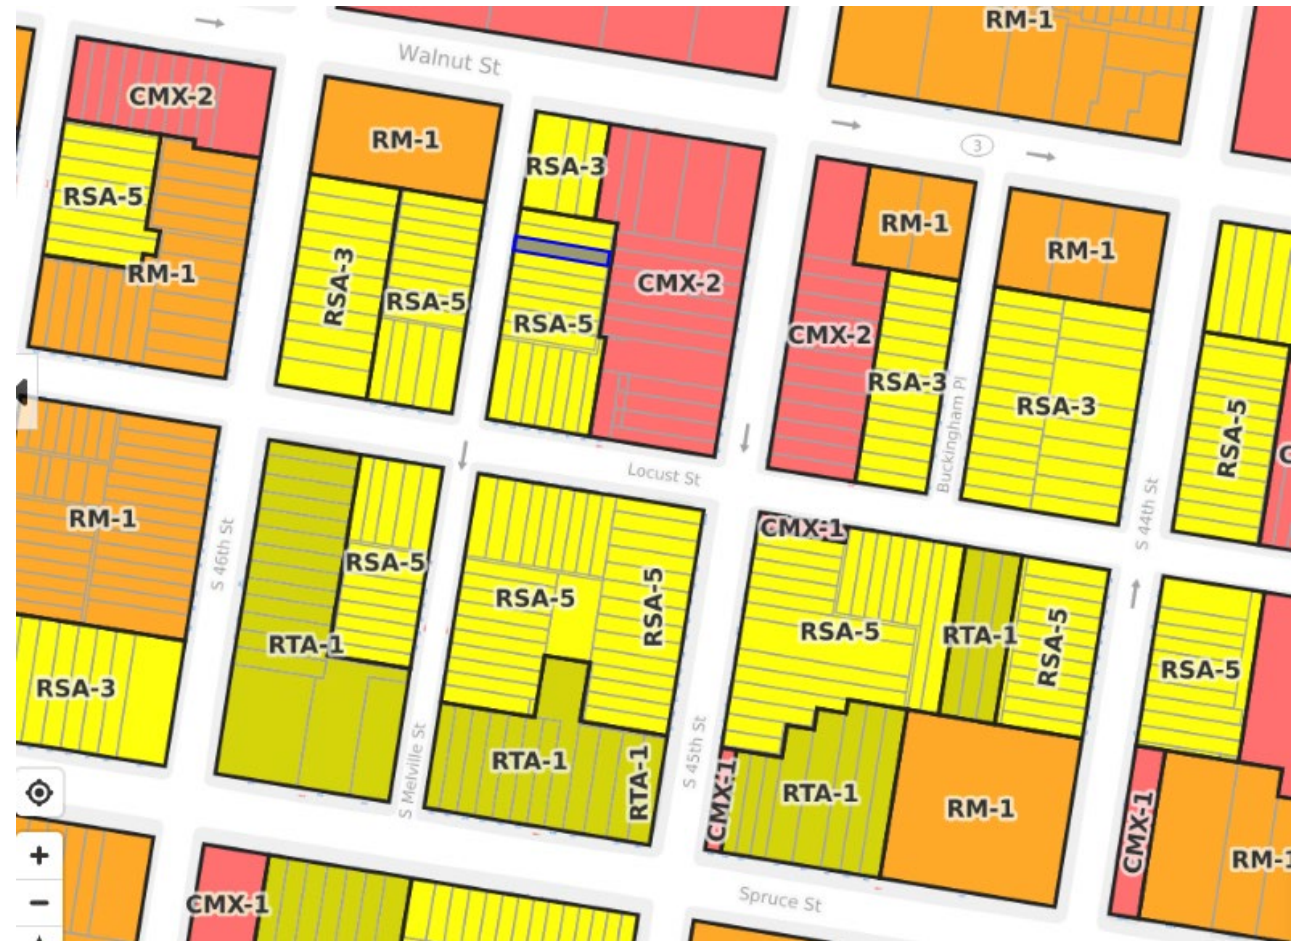 RM-1
Walnut St
CMX-2
RM-1
3
RSA-3
RSA-5
RM-1
RM-1
RM-1
RSA-3
RSA-5
CMX-2
RSA-5
CMX-2
RSA-3
RSA-3
RSA-5
Buckingham Pl
Locust St
RM-1
S 46th St
RSA-5
RSA-5
RSA-5
CMX-1
S 44th St
RSA-5
RTA-1
RSA-5
RTA-1
RSA-5
RSA-3
S Melville St
RTA-1
RTA-1
S 45th St
CMX-1
RTA-1
RM-1
CMX-1
RM-1
+
−
CMX-1
Spruce St